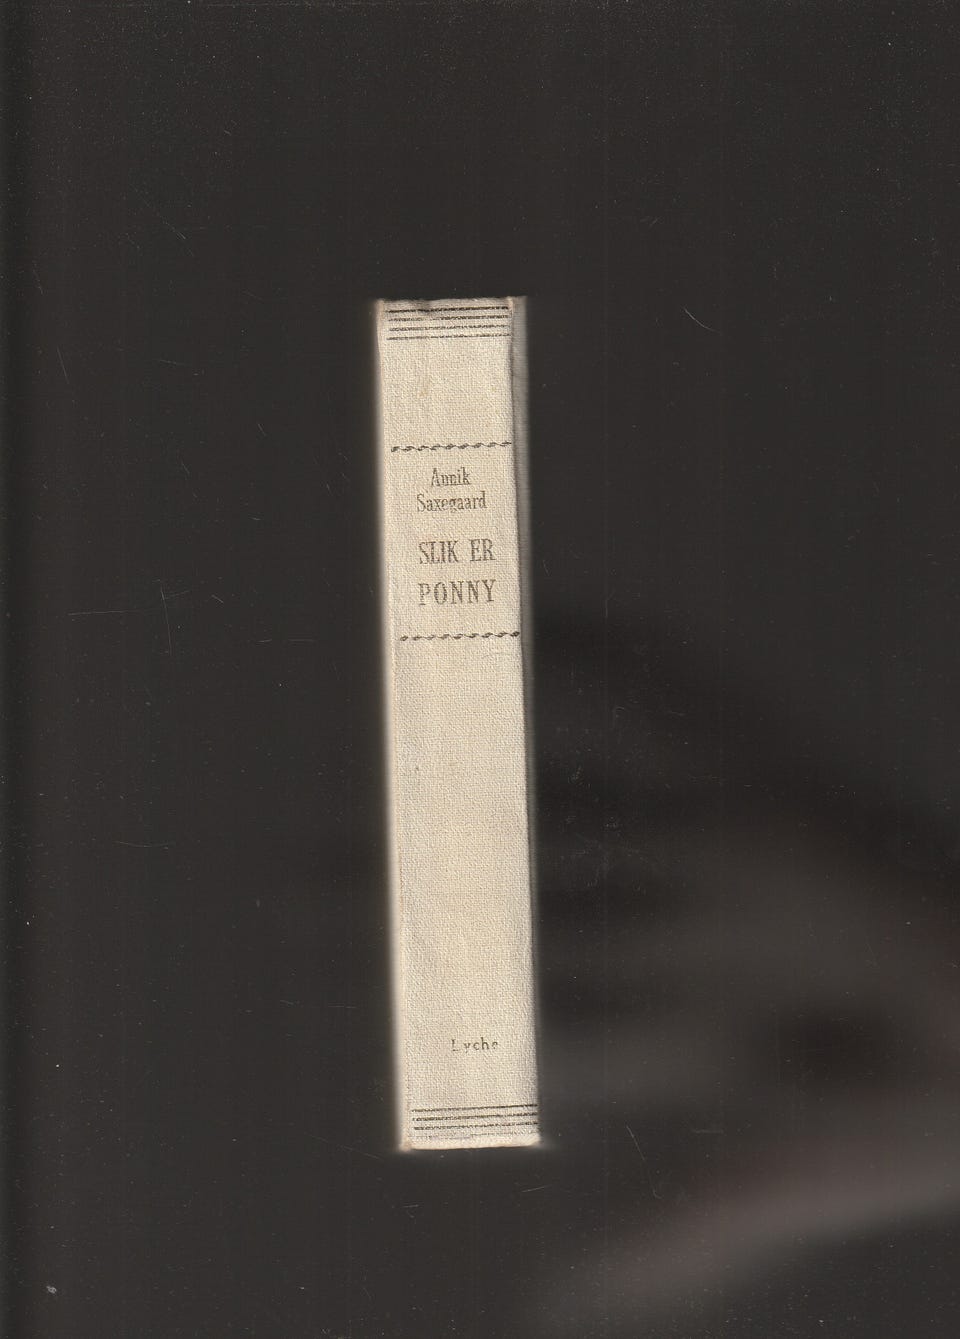 Annik
Saxegaard
SLIK ER
PONNY
Lyche